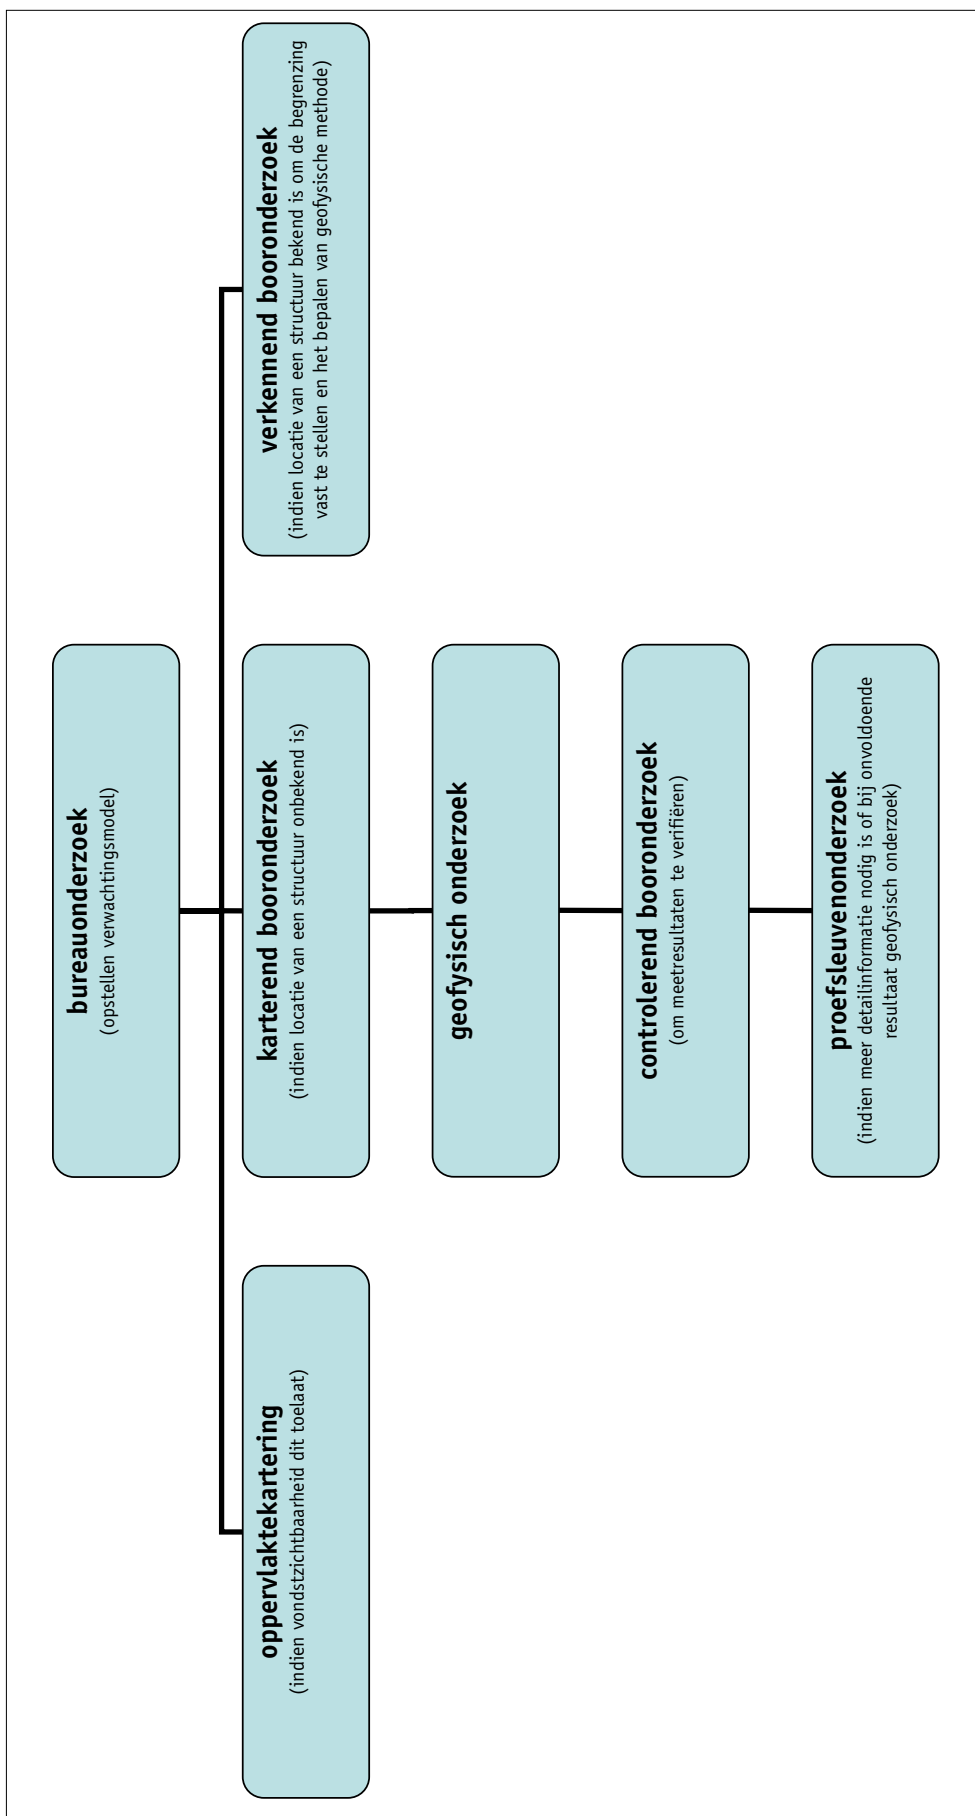 bureauonderzoek
(opstellen verwachtingsmodel)
oppervlaktekartering
(indien vondstzichtbaarheid dit toelaat)
karterend booronderzoek
(indien locatie van een structuur onbekend is)
verkennend booronderzoek
(indien locatie van een structuur bekend is om de begrenzing
vast te stellen en het bepalen van geofysische methode)
geofysisch onderzoek
controlerend booronderzoek
(om meetresultaten te verifiëren)
proefsleuvenonderzoek
(indien meer detailinformatie nodig is of bij onvoldoende
resultaat geofysisch onderzoek)